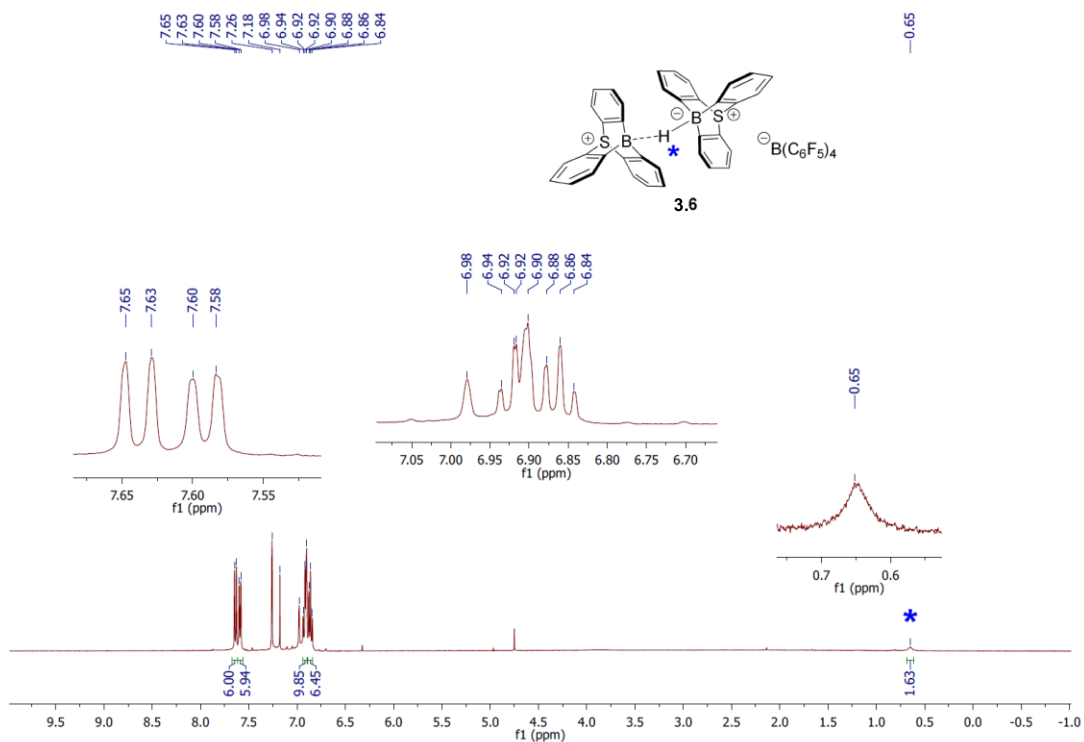 7.65 7.63 7.60 7.58 7.26 7.18 6.98 6.94 6.92 6.92 6.90 6.88 6.86 6.84
0.65
S ⊕ B H B ⊖ S ⊕
*
⊖B(C6F5)4
3.6
7.65 7.63 7.60 7.58
7.65 7.60 7.55
f1 (ppm)
6.98 6.94 6.92 6.92 6.90 6.88 6.86 6.84
7.05 7.00 6.95 6.90 6.85 6.80 6.75 6.70
f1 (ppm)
0.65
0.7 0.6
f1 (ppm)
*
6.00 5.94 9.85 6.45 1.63
9.5 9.0 8.5 8.0 7.5 7.0 6.5 6.0 5.5 5.0 4.5 4.0 3.5 3.0 2.5 2.0 1.5 1.0 0.5 0.0 -0.5 -1.0
f1 (ppm)